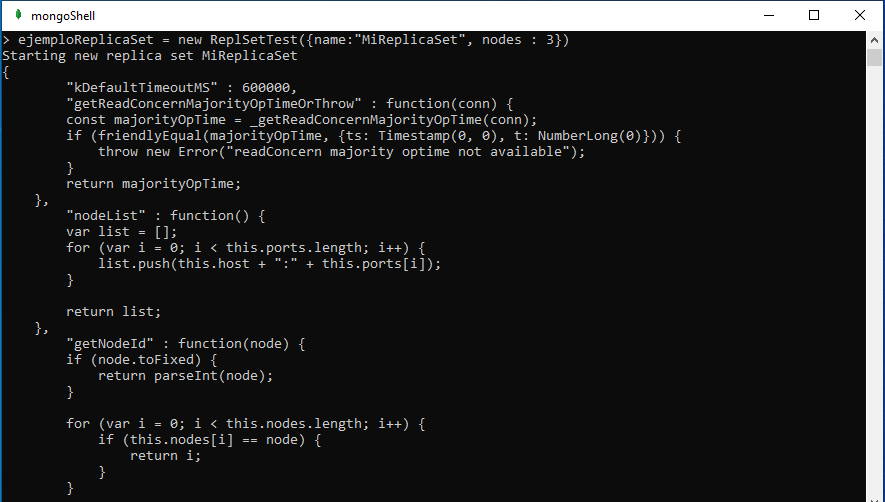 mongoShell
> ejemploReplicaSet = new ReplSetTest({name:"MiReplicaSet", nodes : 3})
Starting new replica set MiReplicaSet
{
        "kDefaultTimeoutMS" : 600000,
        "getReadConcernMajorityOpTimeOrThrow" : function(conn) {
        const majorityOpTime = _getReadConcernMajorityOpTime(conn);
        if (friendlyEqual(majorityOpTime, {ts: Timestamp(0, 0), t: NumberLong(0)})) {
            throw new Error("readConcern majority optime not available");
        }
        return majorityOpTime;
    },
        "nodeList" : function() {
        var list = [];
        for (var i = 0; i < this.ports.length; i++) {
            list.push(this.host + ":" + this.ports[i]);
        }

        return list;
    },
        "getNodeId" : function(node) {
        if (node.toFixed) {
            return parseInt(node);
        }

        for (var i = 0; i < this.nodes.length; i++) {
            if (this.nodes[i] == node) {
                return i;
            }
        }